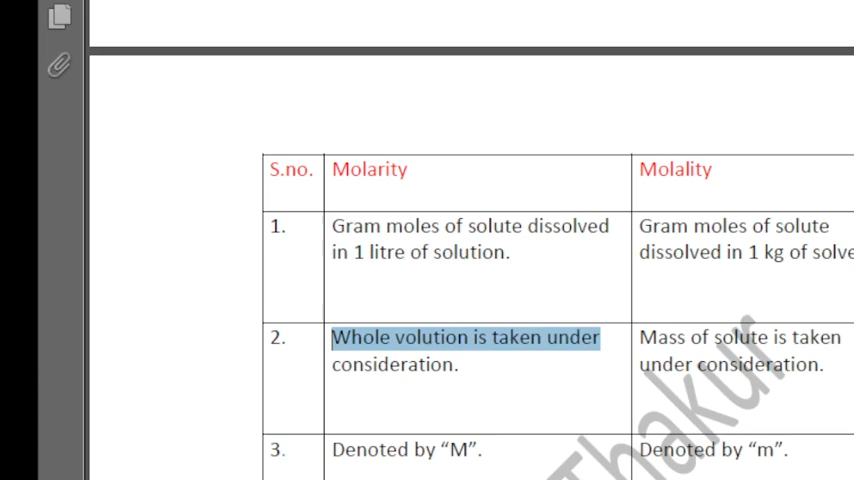 S.no. Molarity Molality
1. Gram moles of solute dissolved Gram moles of solute
in 1 litre of solution. dissolved in 1 kg of solve
2. Whole volution is taken under Mass of solute is taken
consideration. under consideration.
3. Denoted by “M”. Denoted by “m”.
Thakur